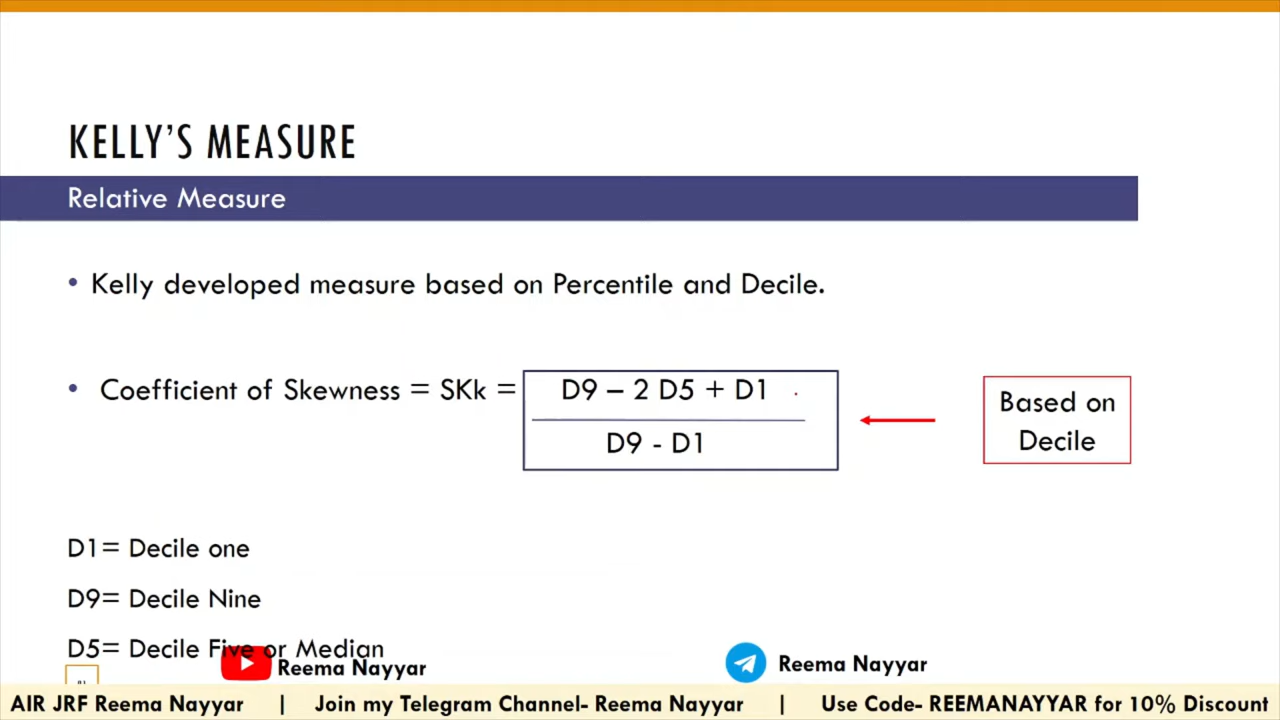 KELLY'S MEASURE
Relative Measure
• Kelly developed measure based on Percentile and Decile.
• Coefficient of Skewness = SKk =
D9 – 2 D5 + D1
D9 - D1
Based on
Decile
D1= Decile one
D9= Decile Nine
D5= Decile Five or Median
Reema Nayyar
Reema Nayyar
AIR JRF Reema Nayyar | Join my Telegram Channel- Reema Nayyar | Use Code- REEMANAYYAR for 10% Discount